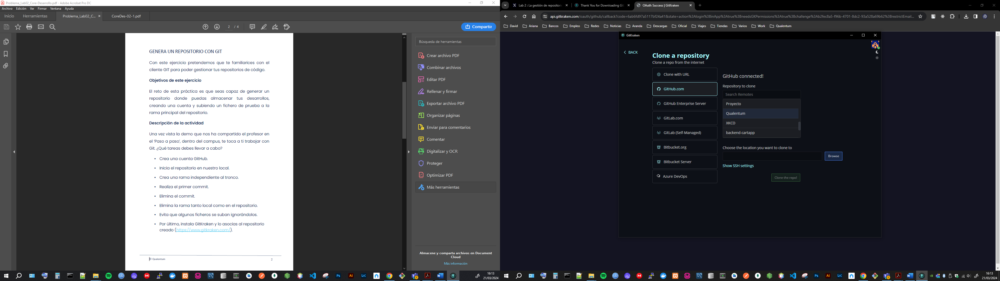 Problema_Lab02_Core-Desarrollo.pdf - Adobe Acrobat Pro DC
Archivo Edición Ver Firmar Ventana Ayuda
Inicio Herramientas Problema_Lab02_C... × CoreDes-02-1.pdf
2 / 4 Compartir
GENERA UN REPOSITORIO CON GIT
Con este ejercicio pretendemos que te familiarices con el
cliente GIT para poder gestionar tus repositorios de código.
Objetivos de este ejercicio
El reto de esta práctica es que seas capaz de generar un
repositorio donde puedas almacenar tus desarrollos,
creando una cuenta y subiendo un fichero de prueba a la
rama principal del repositorio.
Descripción de la actividad
Una vez vista la demo que nos ha compartido el profesor en
el ‘Paso a paso’, dentro del campus, te toca a ti trabajar con
Git. ¿Qué tareas debes llevar a cabo?
• Crea una cuenta GitHub.
• Inicia el repositorio en nuestro local.
• Crea una rama independiente al tronco.
• Realiza el primer commit.
• Elimina el commit.
• Elimina la rama tanto local como en el repositorio.
• Evita que algunos ficheros se suban ignorándolos.
• Por último, instala GitKraken y lo asocias al repositorio
creado (https://www.gitkraken.com/).
© Qualentum 2
Búsqueda de herramientas
Crear archivo PDF
Combinar archivos
Editar PDF
Rellenar y firmar
Exportar archivo PDF
Organizar páginas
Enviar para comentarios
Comentar
Digitalizar y OCR
Proteger
Optimizar PDF
Más herramientas
Almacene y comparta archivos en Document
Cloud
Más información
Lab 2 : La gestión de repositori
Thank You for Downloading Git
OAuth Success | GitKraken
api.gitkraken.com/oauth/github/callback?code=6ab6fd97a5117bf24a41&state=action%3Alogin%3BinApp%3Atrue%3BneedsGKPermissions%3Atrue%3Bchallenge%3Ab2fec8a5-f96b-4701-8dc2-93a528a69b62%3BrestrictEmail...
David Ariana Bancos Empleo Redes Noticias Aranda Descargas Oficial Viajes Tiendas Varios Work Qualentum
GitKraken
BACK
Clone a repository
Clone a repo from the internet
Clone with URL
GitHub.com
GitHub Enterprise Server
GitLab.com
GitLab (Self-Managed)
Bitbucket.org
Bitbucket Server
Azure DevOps
GitHub connected!
Repository to clone
Search Remotes
Proyecto
Qualentum
XKCD
backend-cartapp
Choose the location you want to clone to
Browse
Show SSH settings
Clone the repo!
qb PTV M Ps Ai Lrc
16:13
21/03/2024
qb PTV M Ps Ai Lrc
16:13
21/03/2024